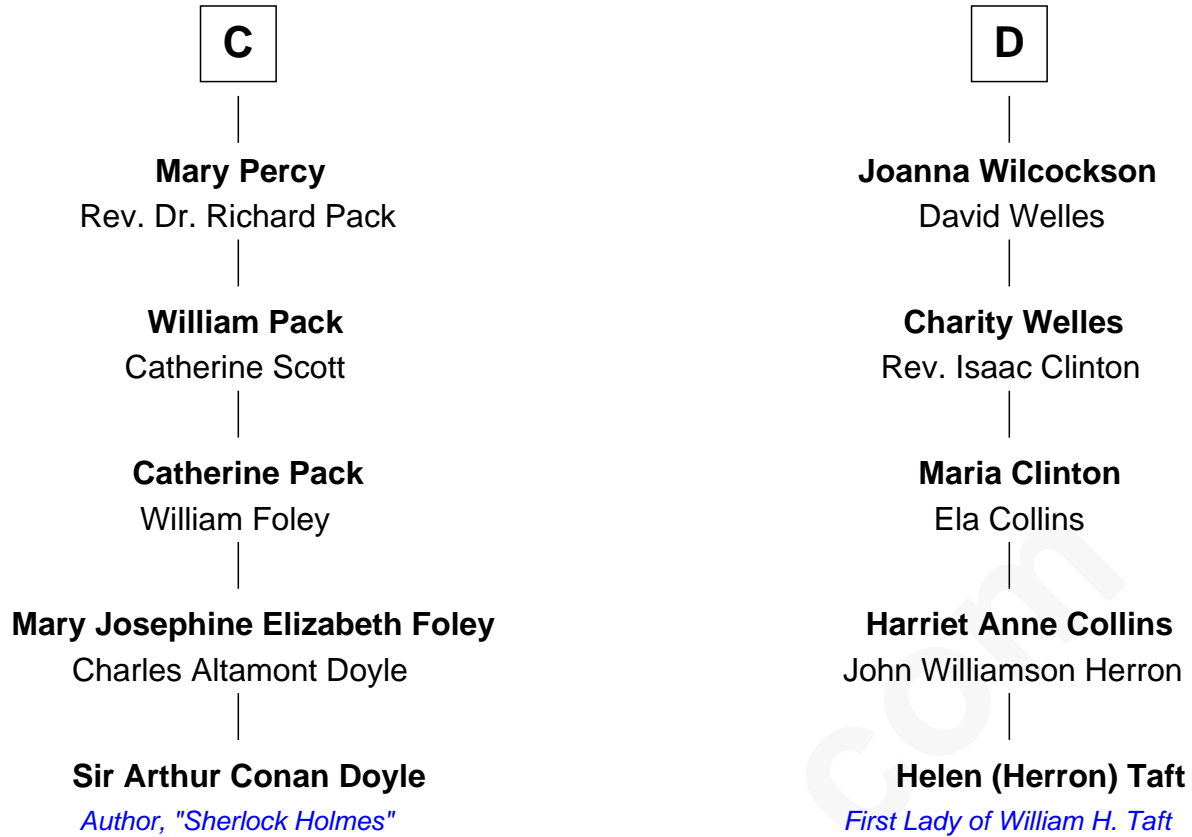 C
Mary Percy
Rev. Dr. Richard Pack
William Pack
Catherine Scott
Catherine Pack
William Foley
Mary Josephine Elizabeth Foley
Charles Altamont Doyle
Sir Arthur Conan Doyle
Author, "Sherlock Holmes"
D
Joanna Wilcockson
David Welles
Charity Welles
Rev. Isaac Clinton
Maria Clinton
Ela Collins
Harriet Anne Collins
John Williamson Herron
Helen (Herron) Taft
First Lady of William H. Taft
com